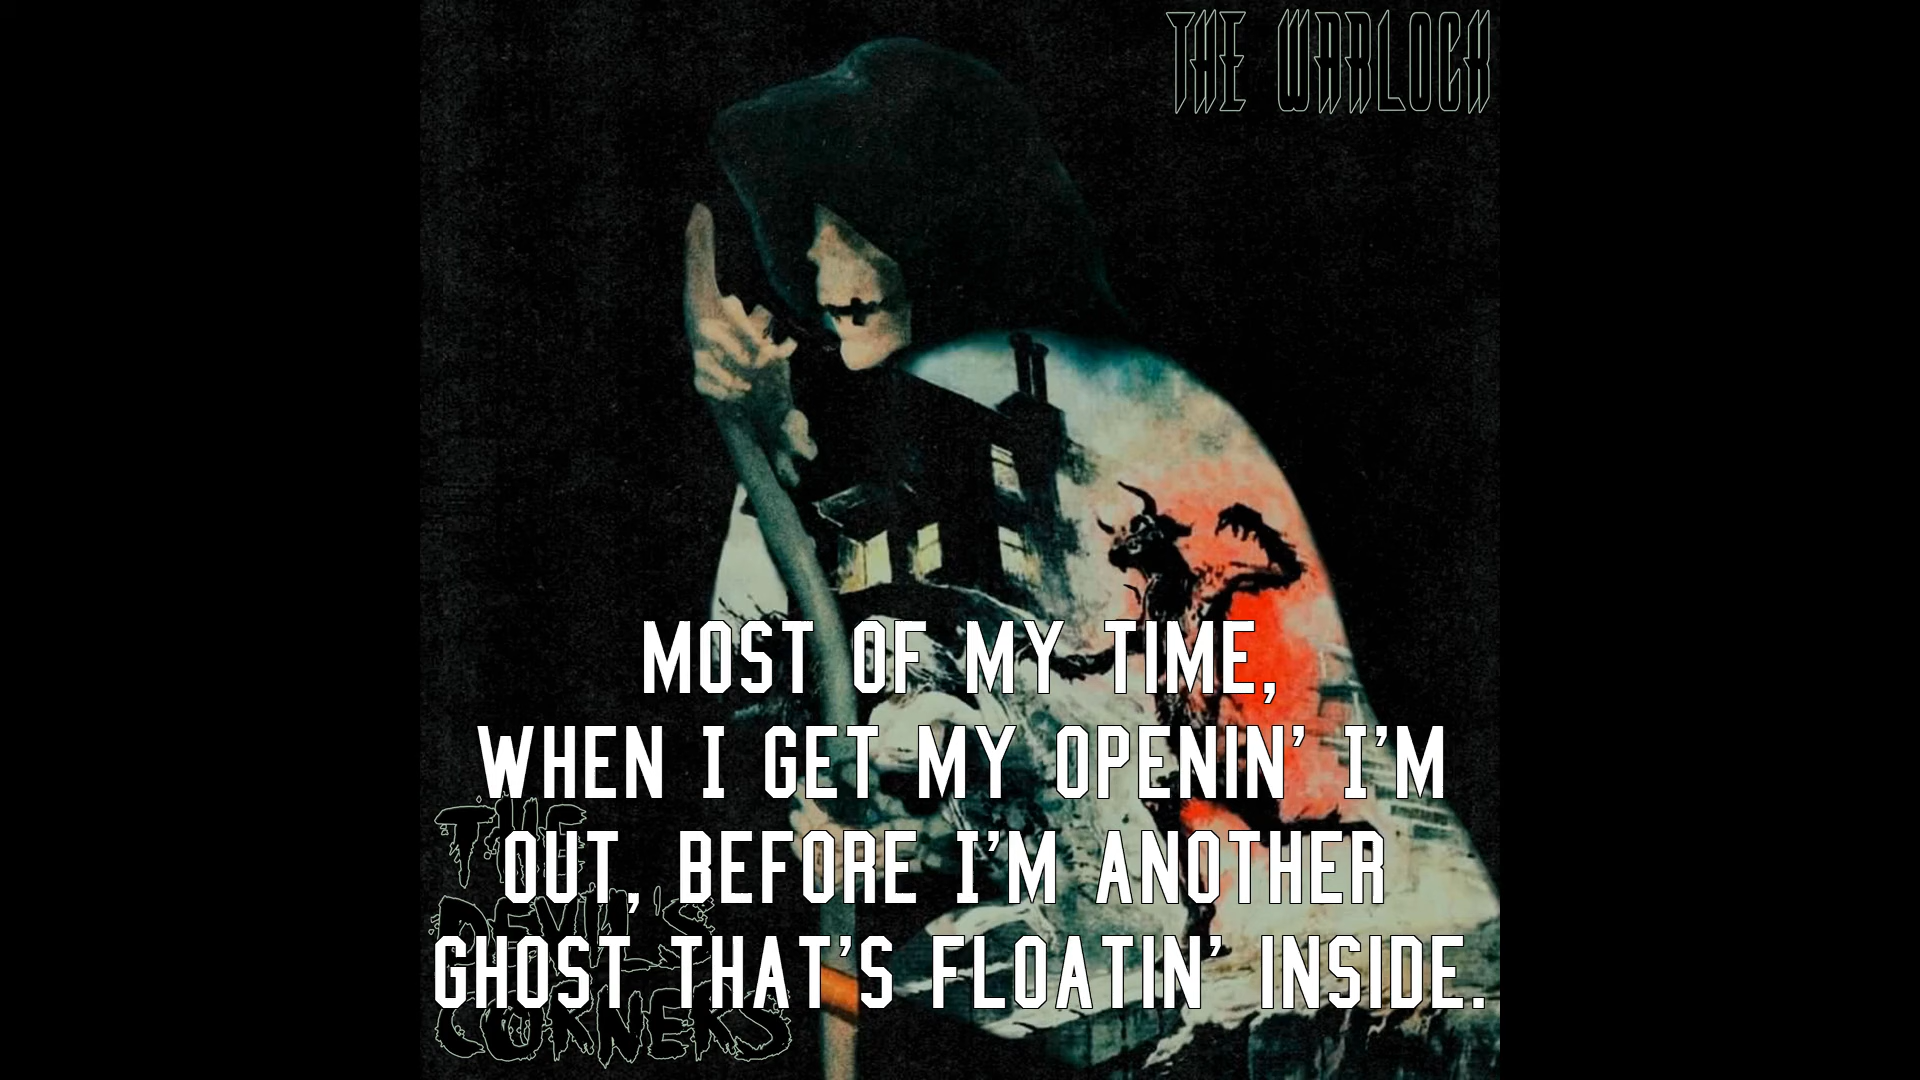 THE WARLOCK
MOST OF MY TIME,
WHEN I GET MY OPENIN' I'M
OUT, BEFORE I'M ANOTHER
GHOST THAT'S FLOATIN' INSIDE.
THE
DEVIL'S
CORNERS